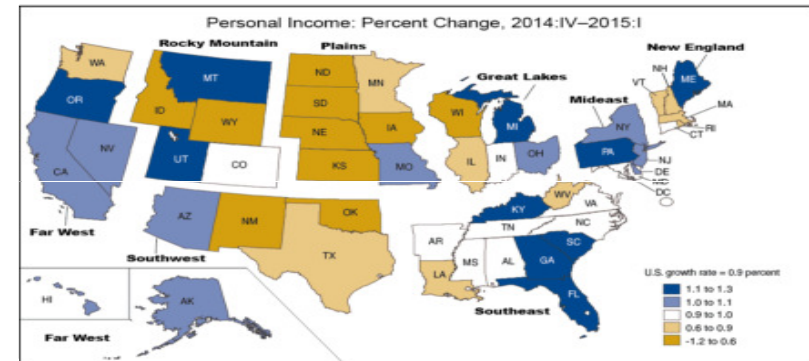 Personal Income: Percent Change, 2014:IV–2015:I
Rocky Mountain
Plains
New England
Great Lakes
Mideast
Far West
Southwest
Southeast
Far West
WA
OR
CA
NV
ID
MT
WY
UT
CO
AZ
NM
ND
SD
NE
KS
MN
IA
MO
OK
TX
WI
MI
IL
IN
OH
KY
TN
AR
LA
MS
AL
GA
FL
SC
NC
VA
WV
PA
NY
VT
NH
ME
MA
RI
CT
NJ
DE
MD
DC
HI
AK
U.S. growth rate = 0.9 percent
1.1 to 1.3
1.0 to 1.1
0.9 to 1.0
0.6 to 0.9
-1.2 to 0.6